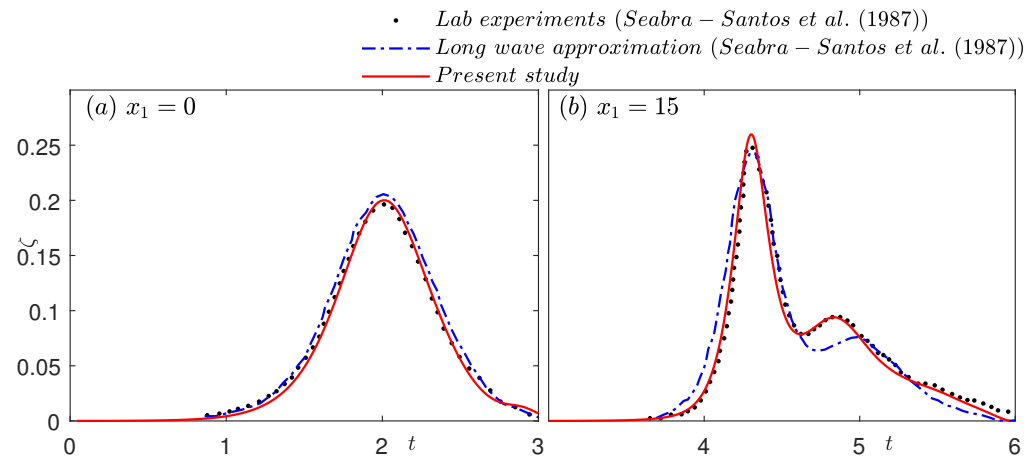 Lab experiments (Seabra − Santos et al. (1987))
Long wave approximation (Seabra − Santos et al. (1987))
Present study
(a) x₁ = 0
(b) x₁ = 15
0.25
0.2
0.15
0.1
0.05
0
ζ
1
2
t
3
4
5
t
6